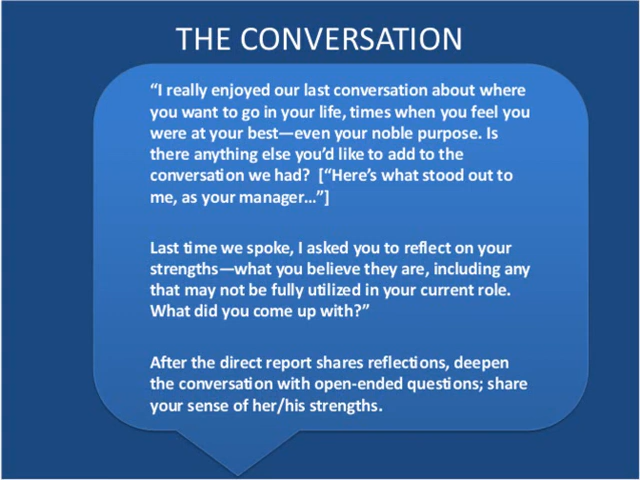 THE CONVERSATION
“I really enjoyed our last conversation about where
you want to go in your life, times when you feel you
were at your best—even your noble purpose. Is
there anything else you’d like to add to the
conversation we had?  [“Here’s what stood out to
me, as your manager…”]
Last time we spoke, I asked you to reflect on your
strengths—what you believe they are, including any
that may not be fully utilized in your current role.
What did you come up with?”
After the direct report shares reflections, deepen
the conversation with open-ended questions; share
your sense of her/his strengths.